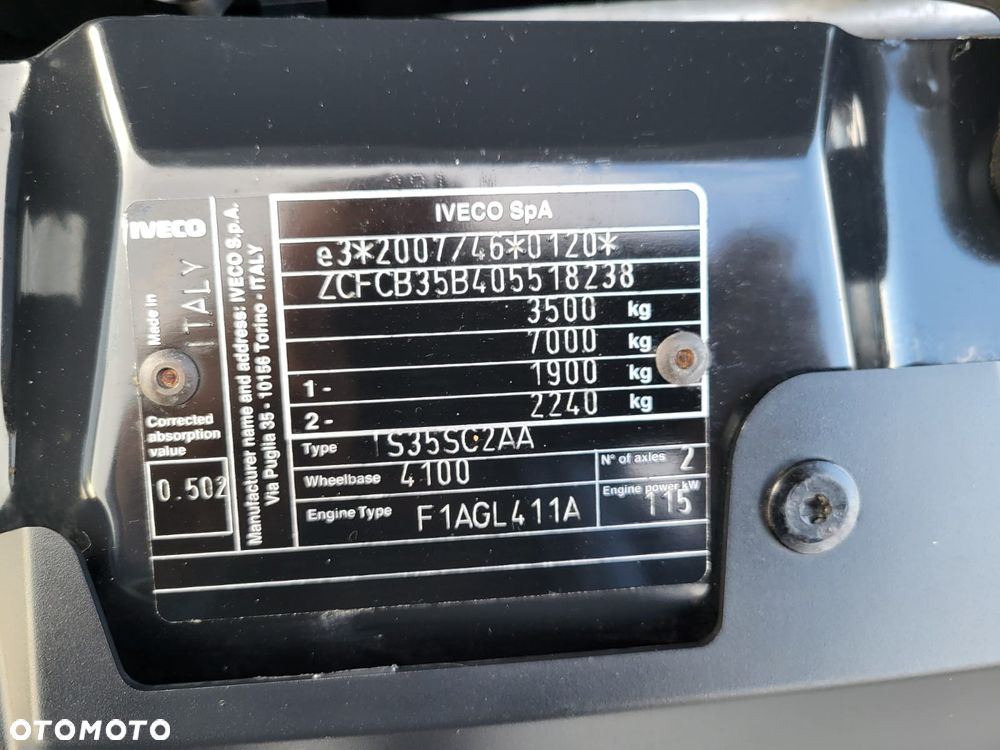 IVECO
Made in
ITALY
Corrected
absorption
value
0.502
Manufacturer name and address: IVECO S.p.A.
Via Puglia 35 - 10156 Torino - ITALY
IVECO SpA
e3*2007/46*0120*
ZCFCB35B405518238
3500 kg
7000 kg
1- 1900 kg
2- 2240 kg
Type IS35SC2AA
Wheelbase 4100
N° of axles 2
Engine Type F1AGL411A
Engine power kW
115
OTOMOTO